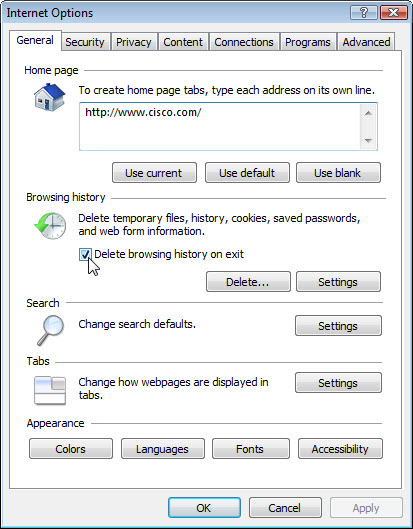 Internet Options
General Security Privacy Content Connections Programs Advanced
Home page
To create home page tabs, type each address on its own line.
http://www.cisco.com/
Use current Use default Use blank
Browsing history
Delete temporary files, history, cookies, saved passwords,
and web form information.
Delete browsing history on exit
Delete... Settings
Search
Change search defaults. Settings
Tabs
Change how webpages are displayed in Settings
tabs.
Appearance
Colors Languages Fonts Accessibility
OK Cancel Apply